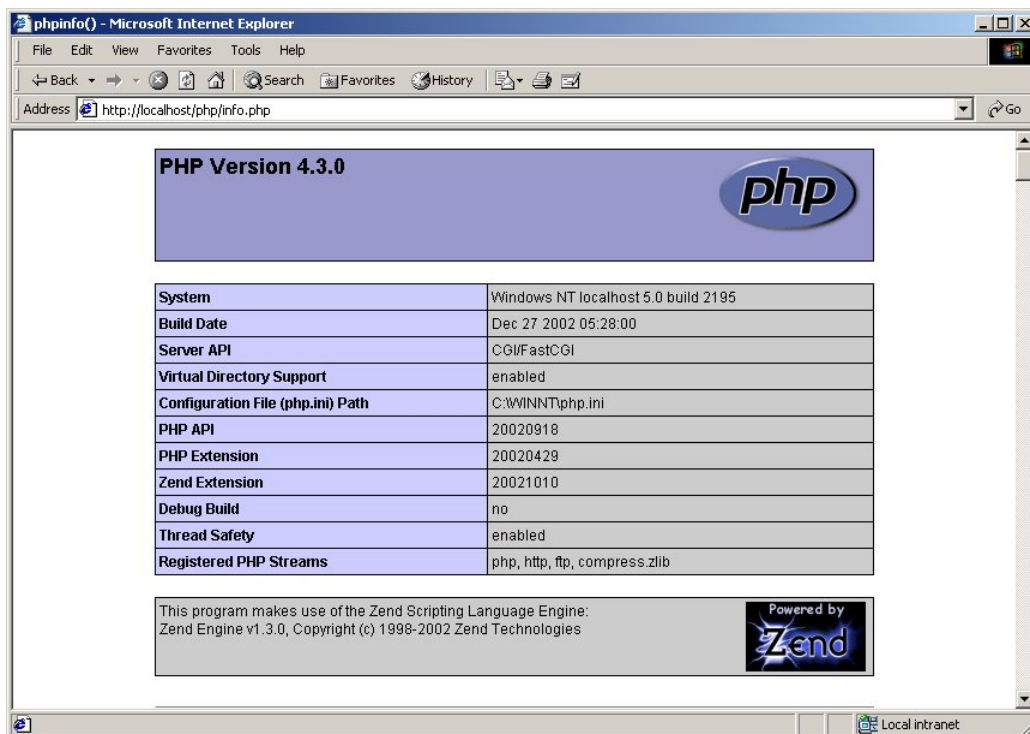 phpinfo() - Microsoft Internet Explorer
File Edit View Favorites Tools Help
Back Search Favorites History
Address http://localhost/php/info.php Go
PHP Version 4.3.0
php
System Windows NT localhost 5.0 build 2195
Build Date Dec 27 2002 05:28:00
Server API CGI/FastCGI
Virtual Directory Support enabled
Configuration File (php.ini) Path C:\WINNT\php.ini
PHP API 20020918
PHP Extension 20020429
Zend Extension 20021010
Debug Build no
Thread Safety enabled
Registered PHP Streams php, http, ftp, compress.zlib
This program makes use of the Zend Scripting Language Engine:
Zend Engine v1.3.0, Copyright (c) 1998-2002 Zend Technologies
Powered by
Zend
Local intranet